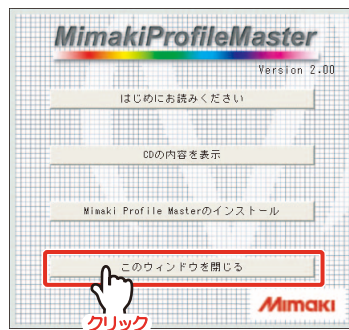 MimakiProfileMaster
Version 2.00
はじめにお読みください
CDの内容を表示
Mimaki Profile Masterのインストール
このウィンドウを閉じる
クリック
Mimaki